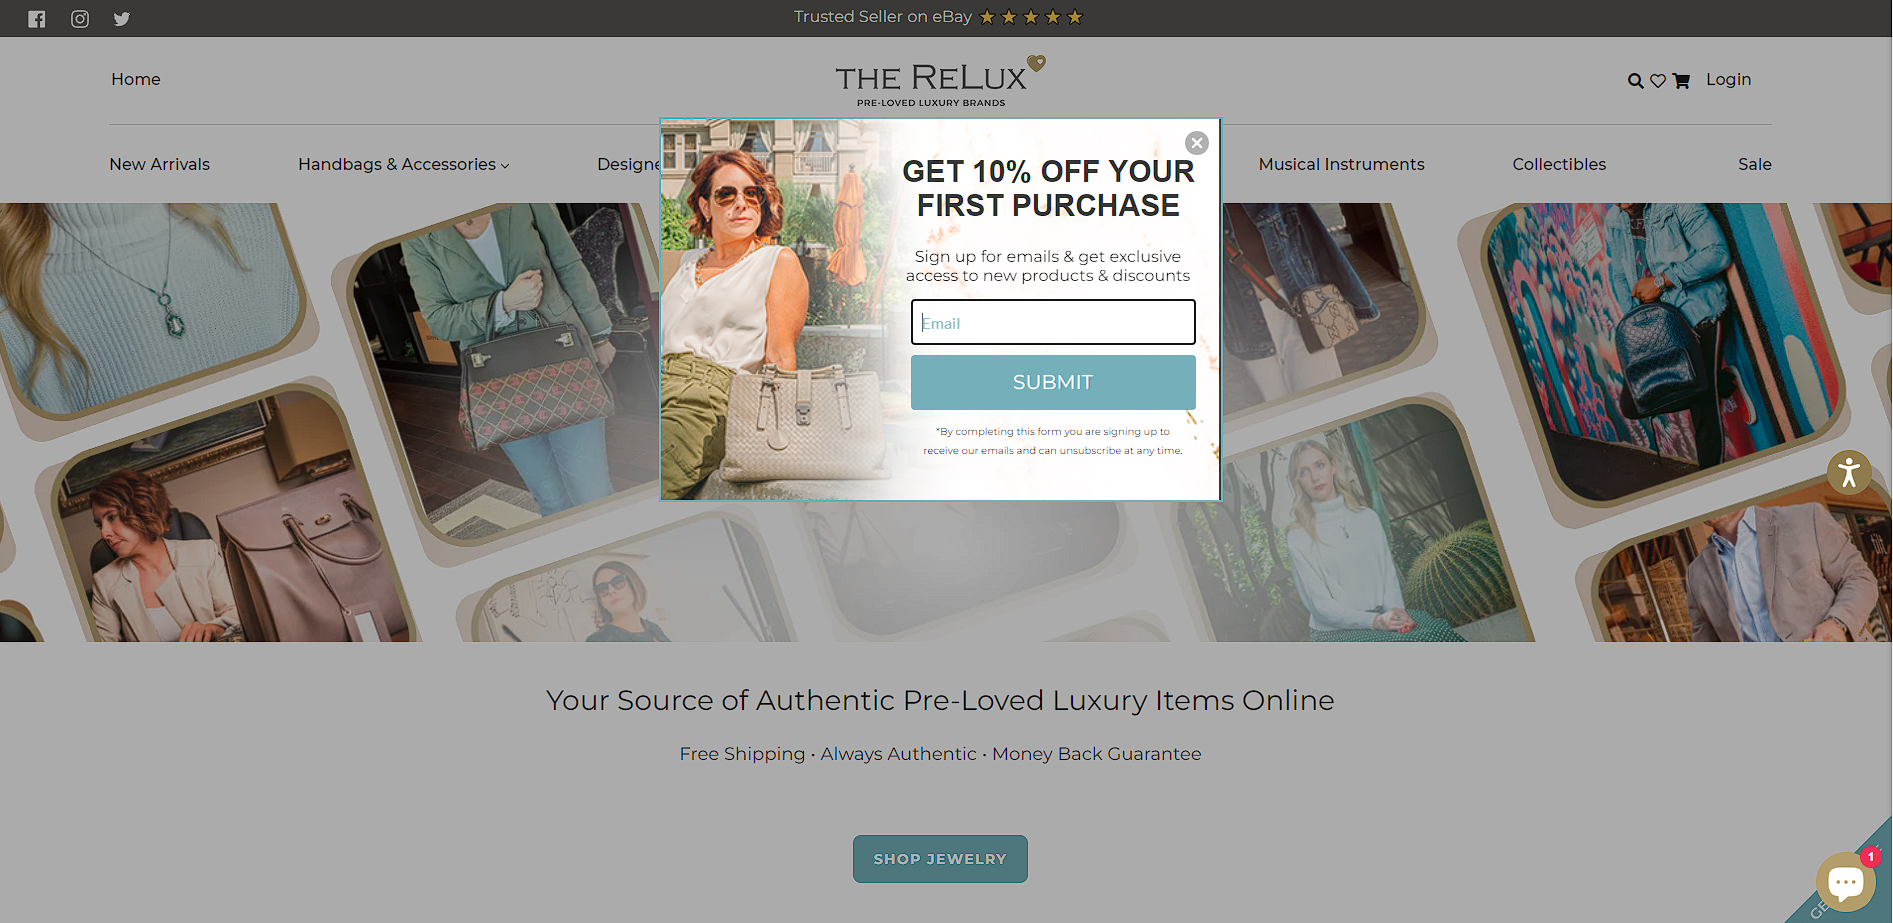 Trusted Seller on eBay
Home
THE RELUX
PRE-LOVED LUXURY BRANDS
Login
New Arrivals
Handbags & Accessories
Musical Instruments
Collectibles
Sale
GET 10% OFF YOUR
FIRST PURCHASE
Sign up for emails & get exclusive
access to new products & discounts
Email
SUBMIT
*By completing this form you are signing up to
receive our emails and can unsubscribe at any time.
Your Source of Authentic Pre-Loved Luxury Items Online
Free Shipping • Always Authentic • Money Back Guarantee
SHOP JEWELRY
1